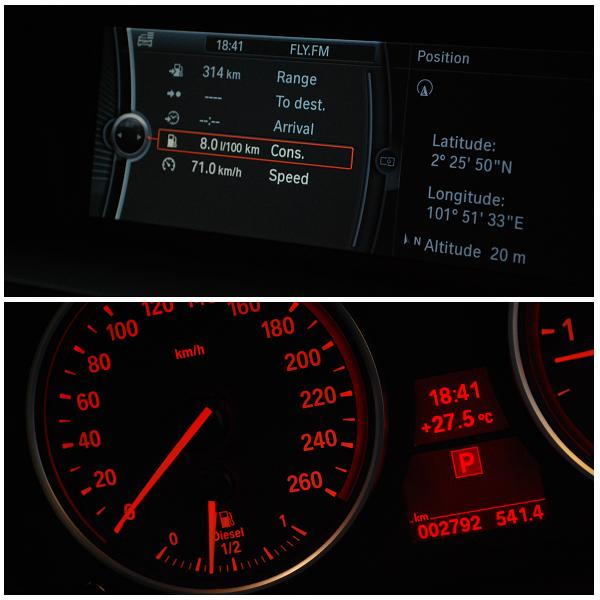 18:41 FLY.FM
314 km Range
---- To dest.
--:-- Arrival
8.0 l/100 km Cons.
71.0 km/h Speed
Position
Latitude:
2° 25' 50"N
Longitude:
101° 51' 33"E
N Altitude 20 m
km/h
0
20
40
60
80
100
120
140
160
180
200
220
240
260
0
1
Diesel
1/2
18:41
+27.5 °C
P
km
002792 541.4
-1